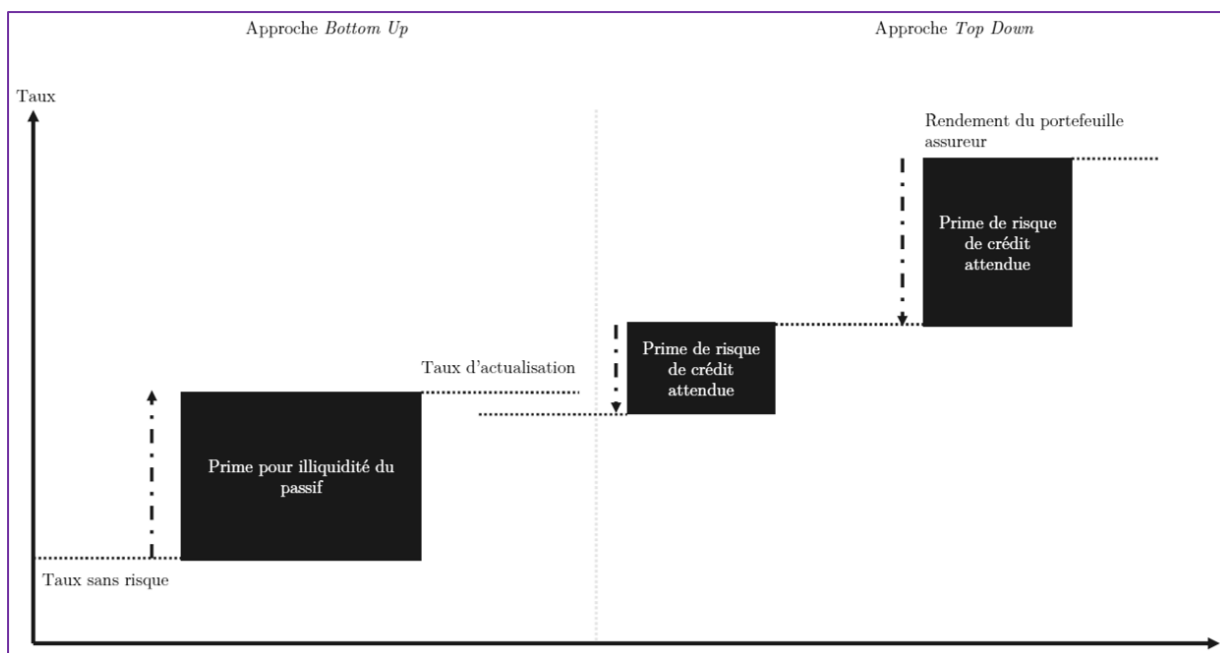 Approche Bottom Up
Approche Top Down
Taux
Rendement du portefeuille
assureur
Prime de risque
de crédit
attendue
Prime de risque
de crédit
attendue
Taux d'actualisation
Prime pour illiquidité du
passif
Taux sans risque